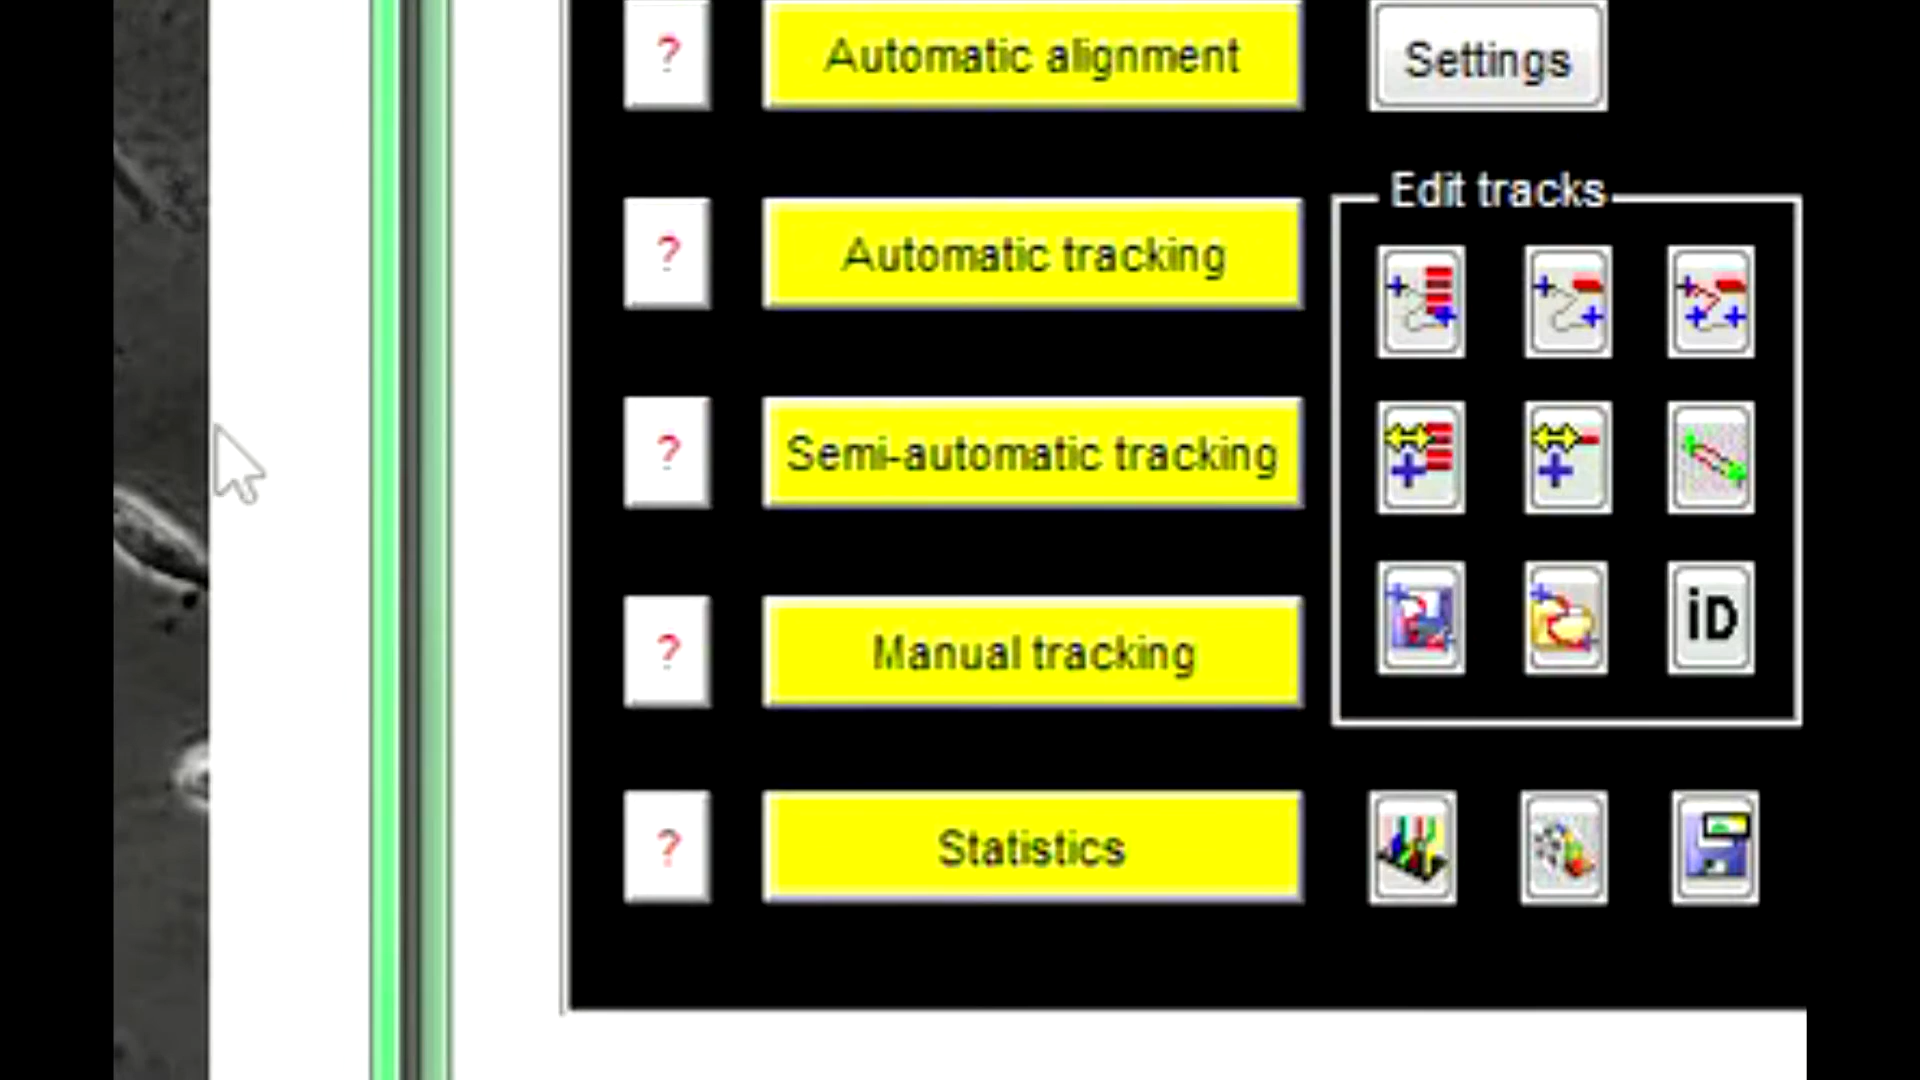 ? Automatic alignment Settings
Edit tracks
? Automatic tracking
? Semi-automatic tracking
? Manual tracking
iD
? Statistics